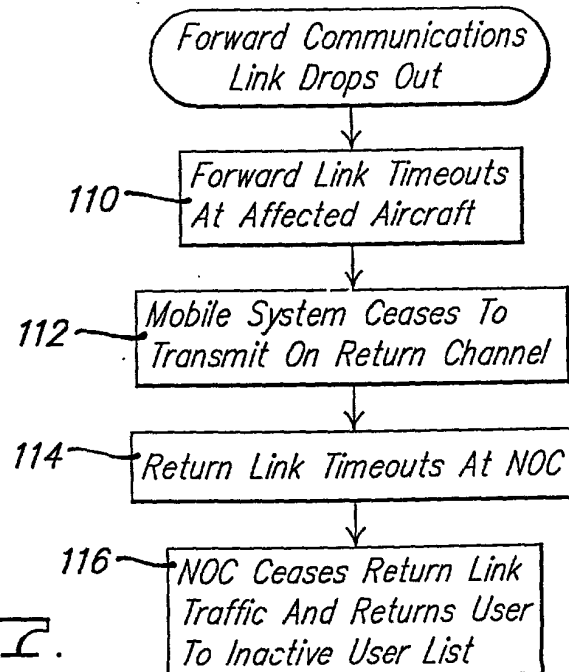 Forward Communications
Link Drops Out
110
Forward Link Timeouts
At Affected Aircraft
112
Mobile System Ceases To
Transmit On Return Channel
114
Return Link Timeouts At NOC
116
NOC Ceases Return Link
Traffic And Returns User
To Inactive User List